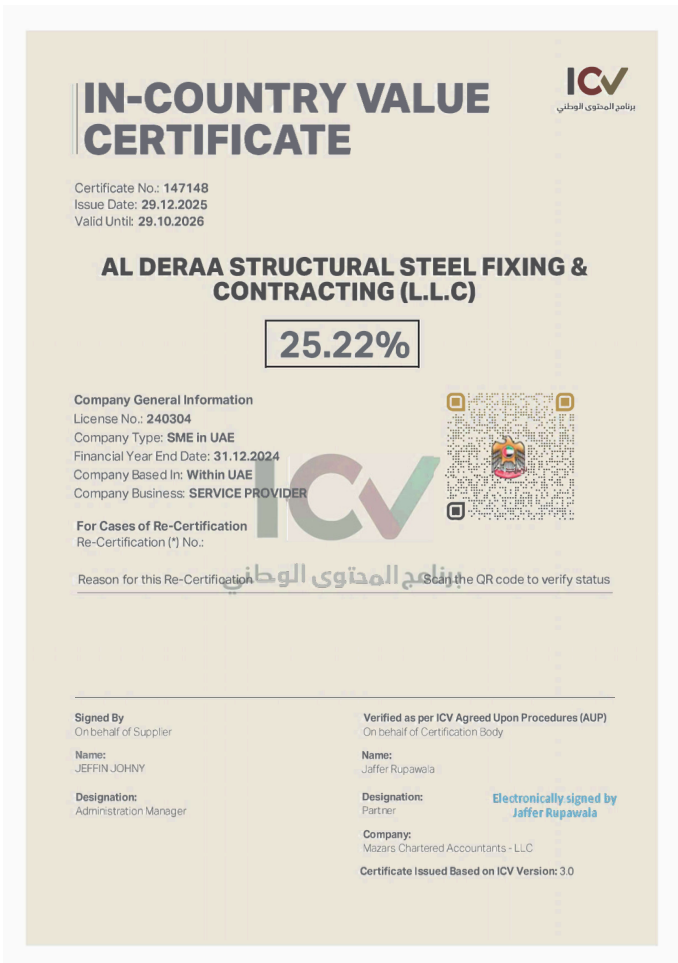 ICV
برنامج المحتوى الوطني
IN-COUNTRY VALUE
CERTIFICATE
Certificate No.: 147148
Issue Date: 29.12.2025
Valid Until: 29.10.2026
AL DERAA STRUCTURAL STEEL FIXING &
CONTRACTING (L.L.C)
25.22%
Company General Information
License No.: 240304
Company Type: SME in UAE
Financial Year End Date: 31.12.2024
Company Based In: Within UAE
Company Business: SERVICE PROVIDER
ICV
For Cases of Re-Certification
Re-Certification (*) No.:
برنامج المحتوى الوطني
Reason for this Re-Certification
Scan the QR code to verify status
Signed By
On behalf of Supplier
Name:
JEFFIN JOHNY
Designation:
Administration Manager
Verified as per ICV Agreed Upon Procedures (AUP)
On behalf of Certification Body
Name:
Jaffer Rupawala
Designation:
Partner
Electronically signed by
Jaffer Rupawala
Company:
Mazars Chartered Accountants - LLC
Certificate Issued Based on ICV Version: 3.0